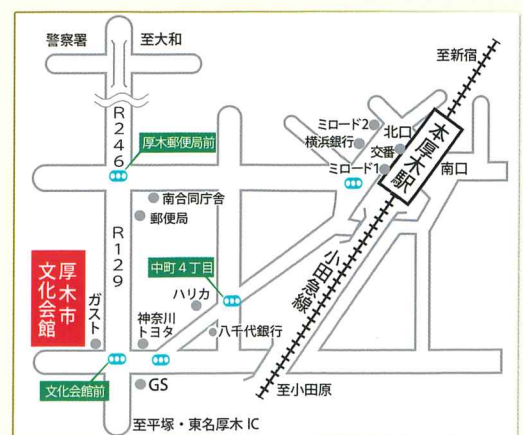 警察署
至大和
至新宿
R246
厚木郵便局前
ミロード2
横浜銀行
北口
交番
ミロード1
本厚木駅
南口
南合同庁舎
郵便局
R129
中町4丁目
小田急線
厚木市
文化会館
ガスト
ハリカ
神奈川
トヨタ
八千代銀行
文化会館前
GS
至小田原
至平塚・東名厚木IC